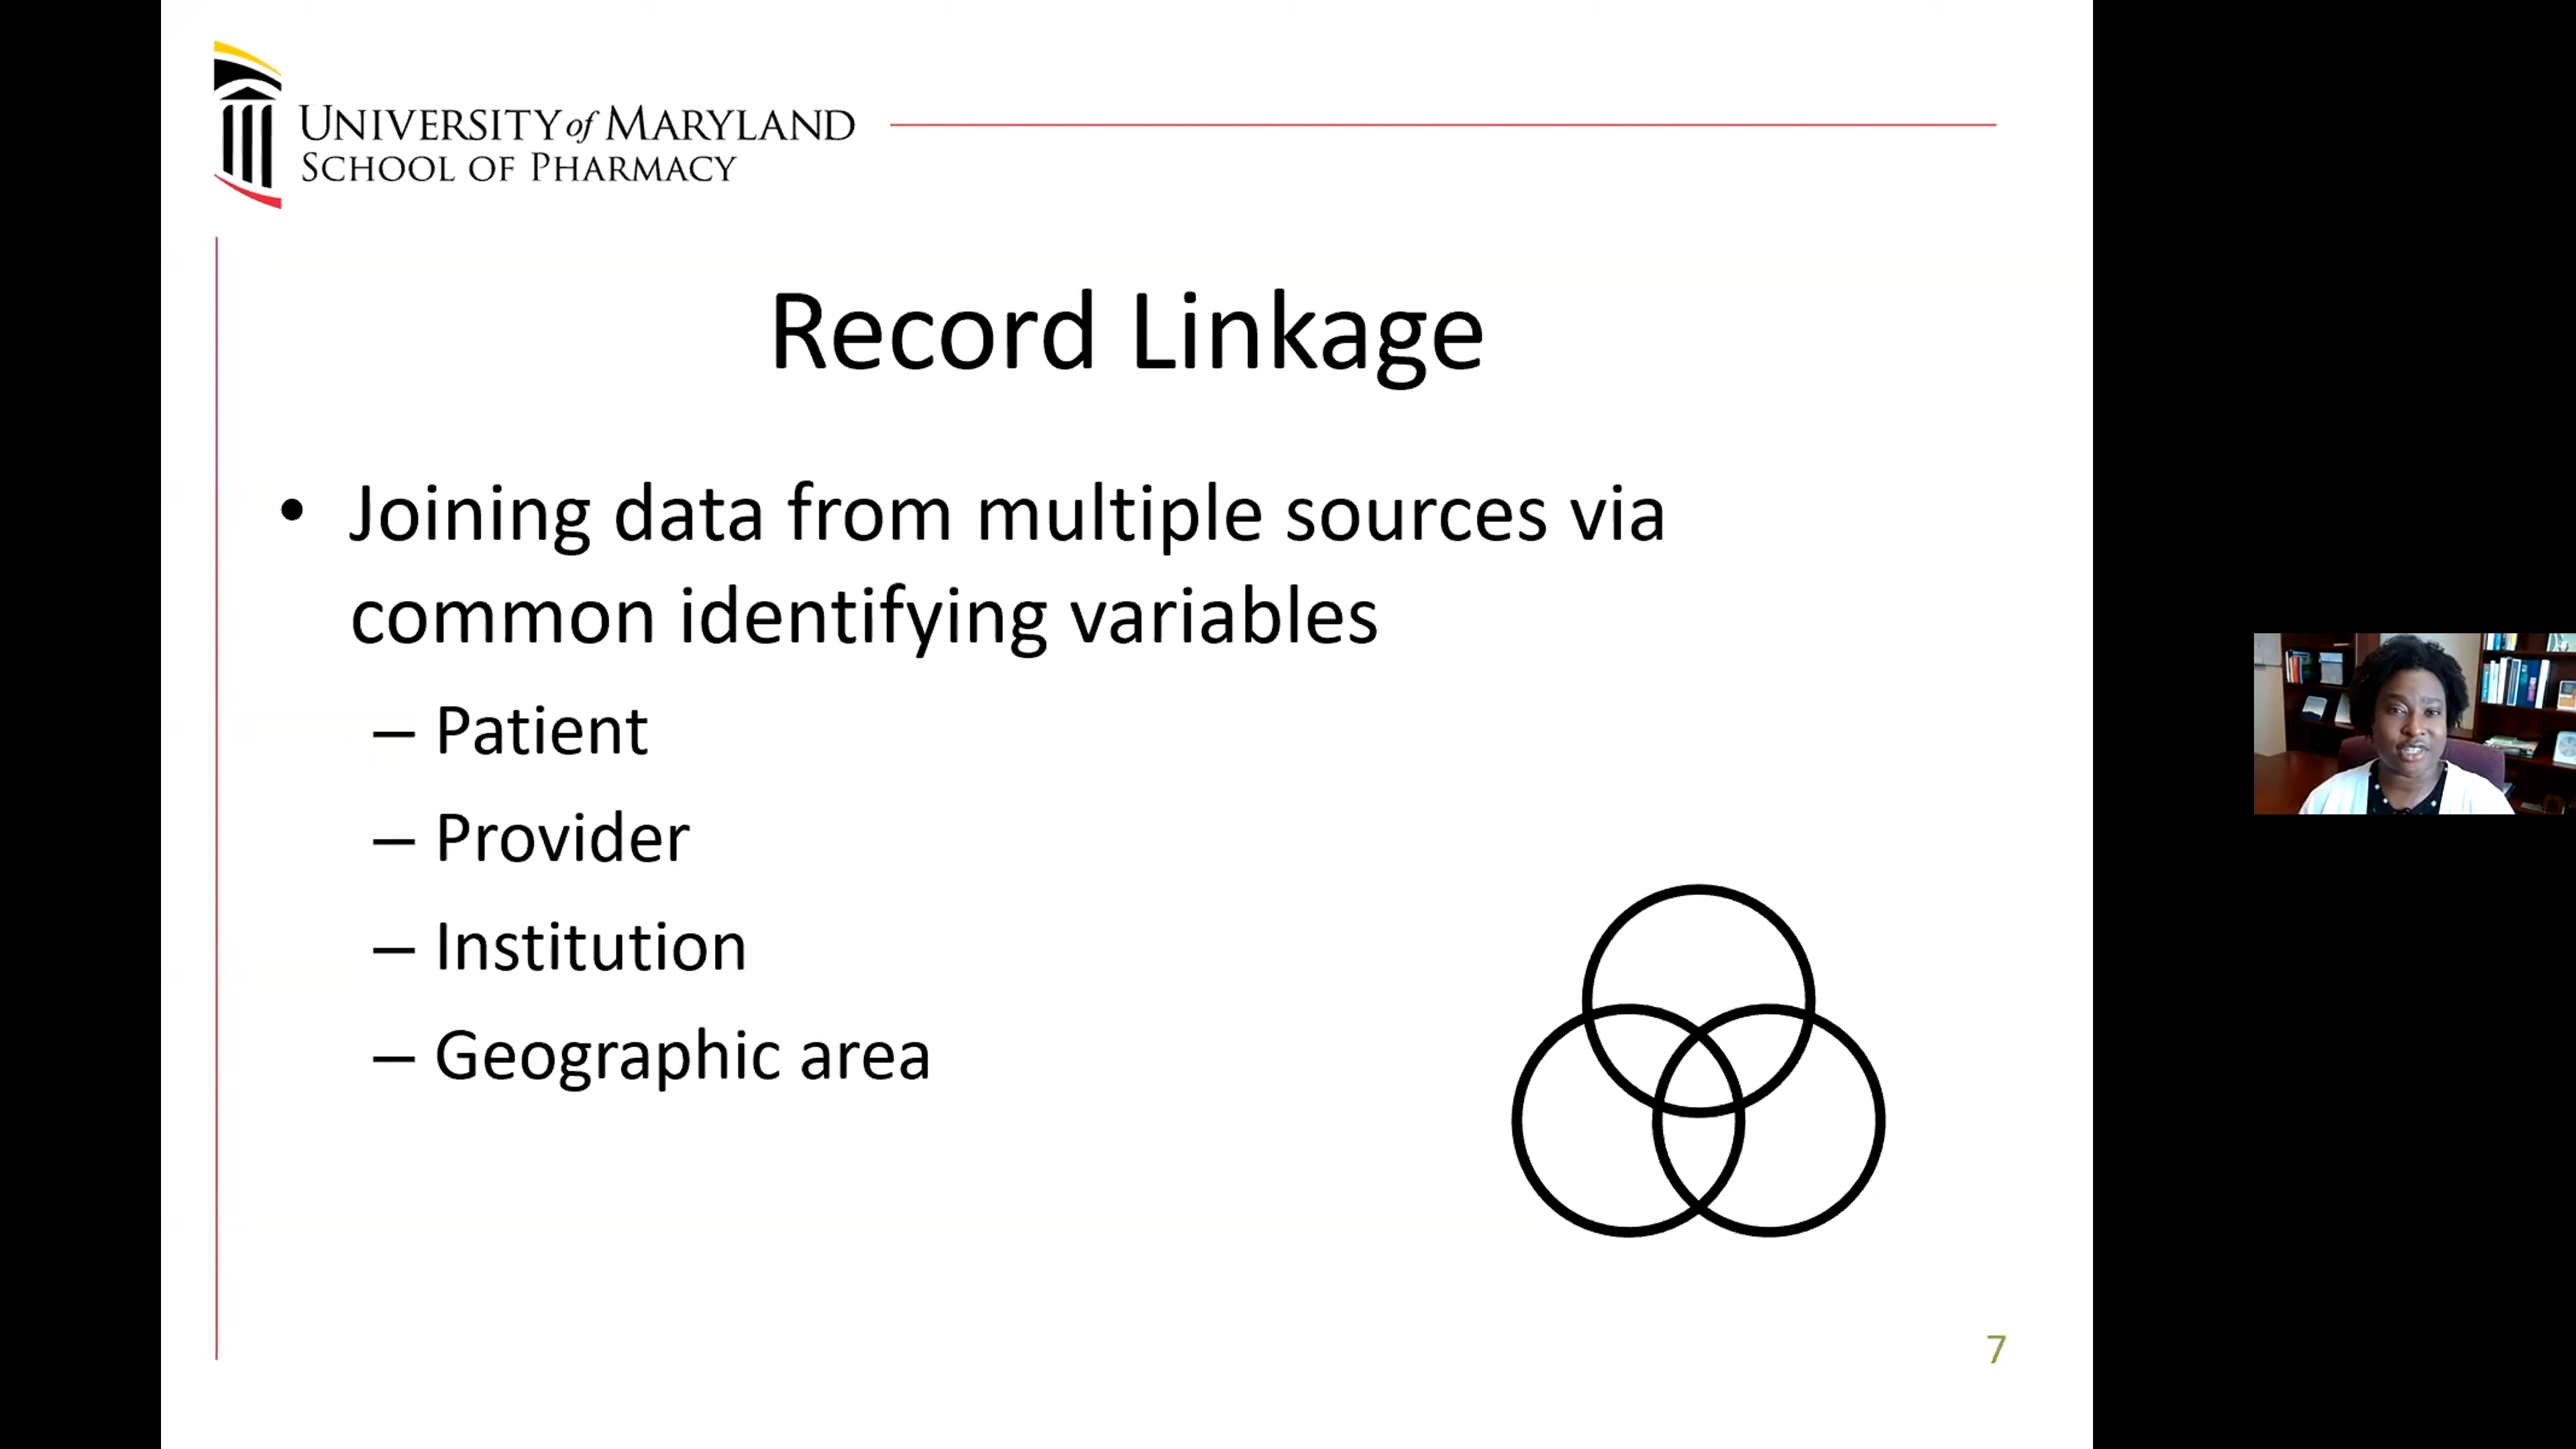 UNIVERSITY of MARYLAND
SCHOOL OF PHARMACY
Record Linkage
• Joining data from multiple sources via
common identifying variables
– Patient
– Provider
– Institution
– Geographic area
7